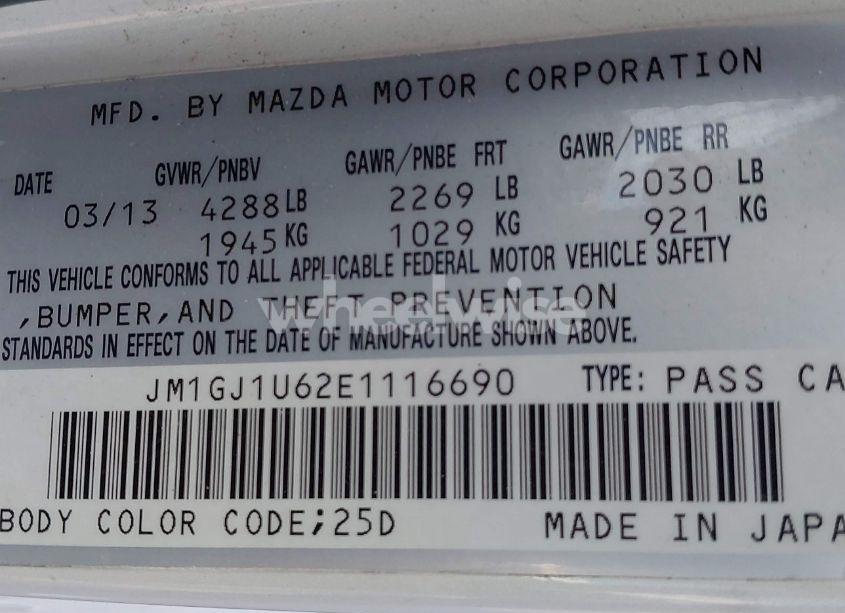 MFD. BY MAZDA MOTOR CORPORATION
DATE GVWR/PNBV GAWR/PNBE FRT GAWR/PNBE RR
03/13 4288 LB 2269 LB 2030 LB
1945 KG 1029 KG 921 KG
THIS VEHICLE CONFORMS TO ALL APPLICABLE FEDERAL MOTOR VEHICLE SAFETY
,BUMPER,AND THEFT PREVENTION
wheelwise
STANDARDS IN EFFECT ON THE DATE OF MANUFACTURE SHOWN ABOVE.
JM1GJ1U62E1116690 TYPE: PASS CA
BODY COLOR CODE;25D MADE IN JAPA